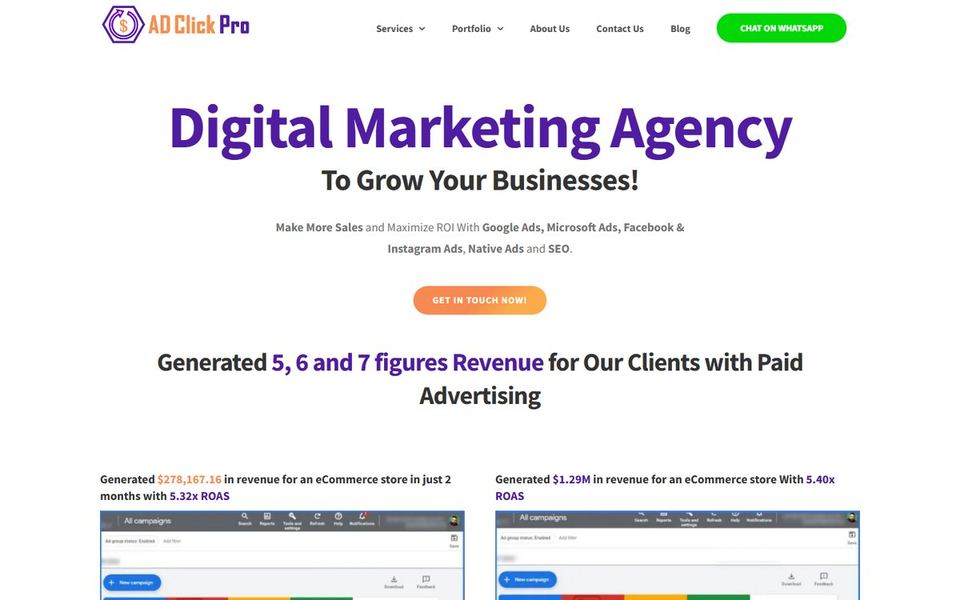 AD Click Pro
Services
Portfolio
About Us
Contact Us
Blog
CHAT ON WHATSAPP
Digital Marketing Agency
To Grow Your Businesses!
Make More Sales and Maximize ROI With Google Ads, Microsoft Ads, Facebook &
Instagram Ads, Native Ads and SEO.
GET IN TOUCH NOW!
Generated 5, 6 and 7 figures Revenue for Our Clients with Paid
Advertising
Generated $278,167.16 in revenue for an eCommerce store in just 2
months with 5.32x ROAS
All campaigns
Search
Reports
Tools and
settings
Refresh
Help
Notifications
Ad group status: Enabled
Add filter
Save
New campaign
Download
Feedback
Generated $1.29M in revenue for an eCommerce store With 5.40x
ROAS
All campaigns
Search
Reports
Tools and
settings
Refresh
Help
Notifications
Ad group status: Enabled
Add filter
Save
New campaign
Download
Feedback